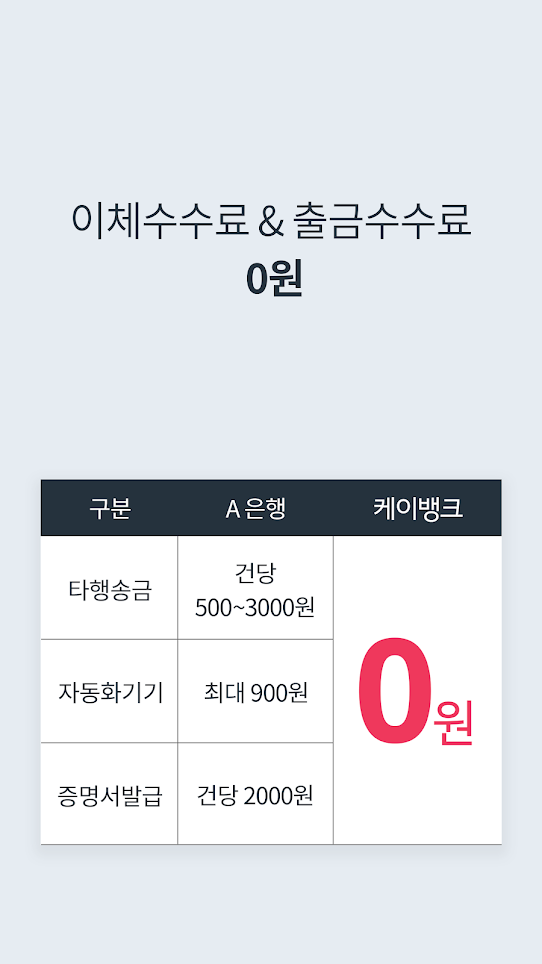 이체수수료 & 출금수수료
0원
구분 A 은행 케이뱅크
타행송금 건당 500~3000원
자동화기기 최대 900원
증명서발급 건당 2000원
0원